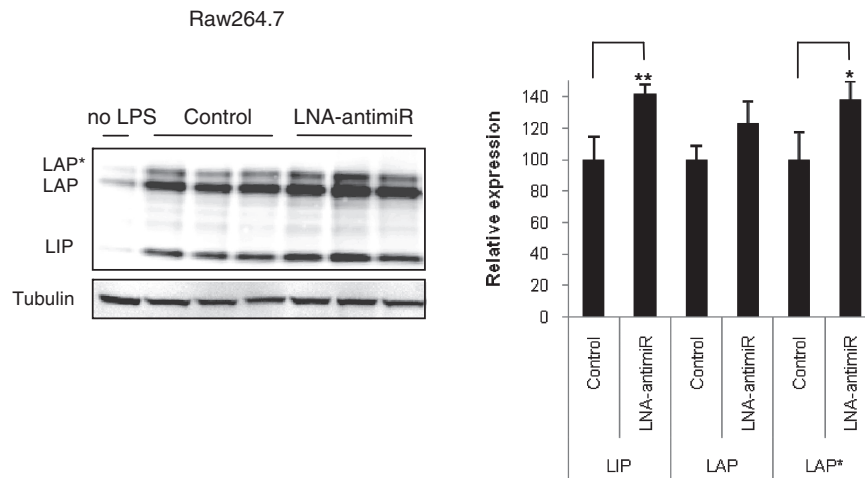 Raw264.7
no LPS Control LNA-antimiR
LAP*
LAP
LIP
Tubulin
Relative expression
140
120
100
80
60
40
20
0
** *
Control LNA-antimiR Control LNA-antimiR Control LNA-antimiR
LIP LAP LAP*